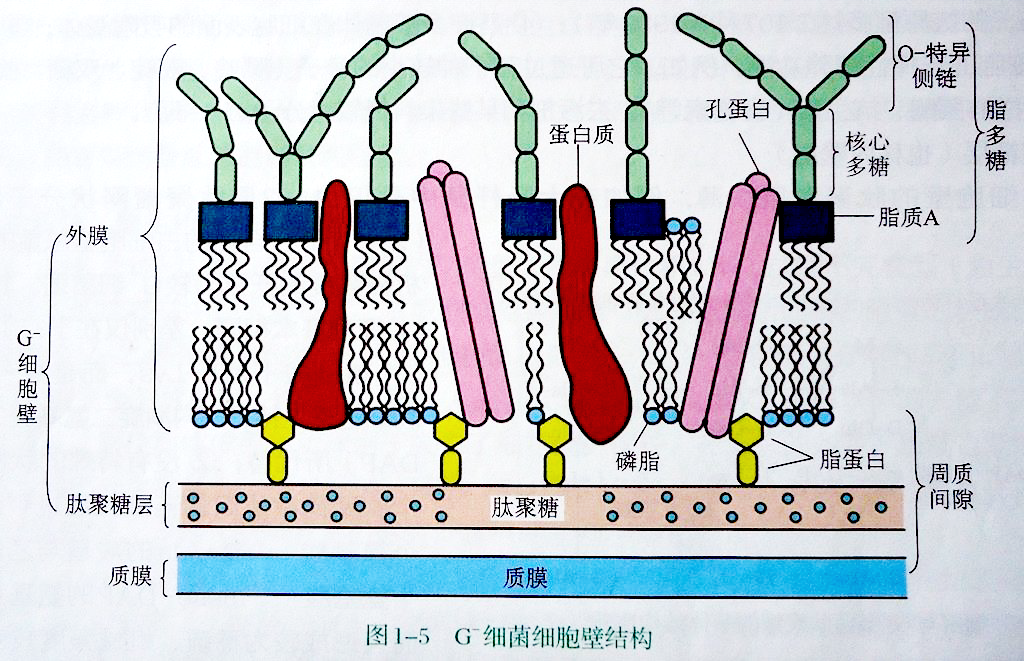 O-特异
侧链
孔蛋白
蛋白质
核心
多糖
脂多糖
脂质A
外膜
G⁻细胞壁
磷脂
脂蛋白
周质
间隙
肽聚糖层
肽聚糖
质膜
质膜
图1-5 G⁻细菌细胞壁结构